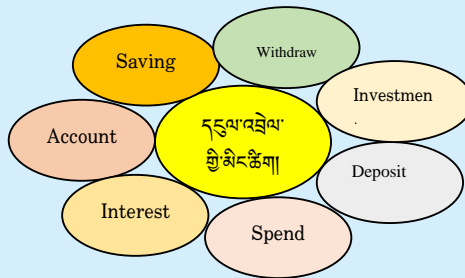 Saving
Withdraw
Investmen
.
Account
དངུལ་འབྲེལ་
གྱི་མིང་ཚིག།
Deposit
Interest
Spend